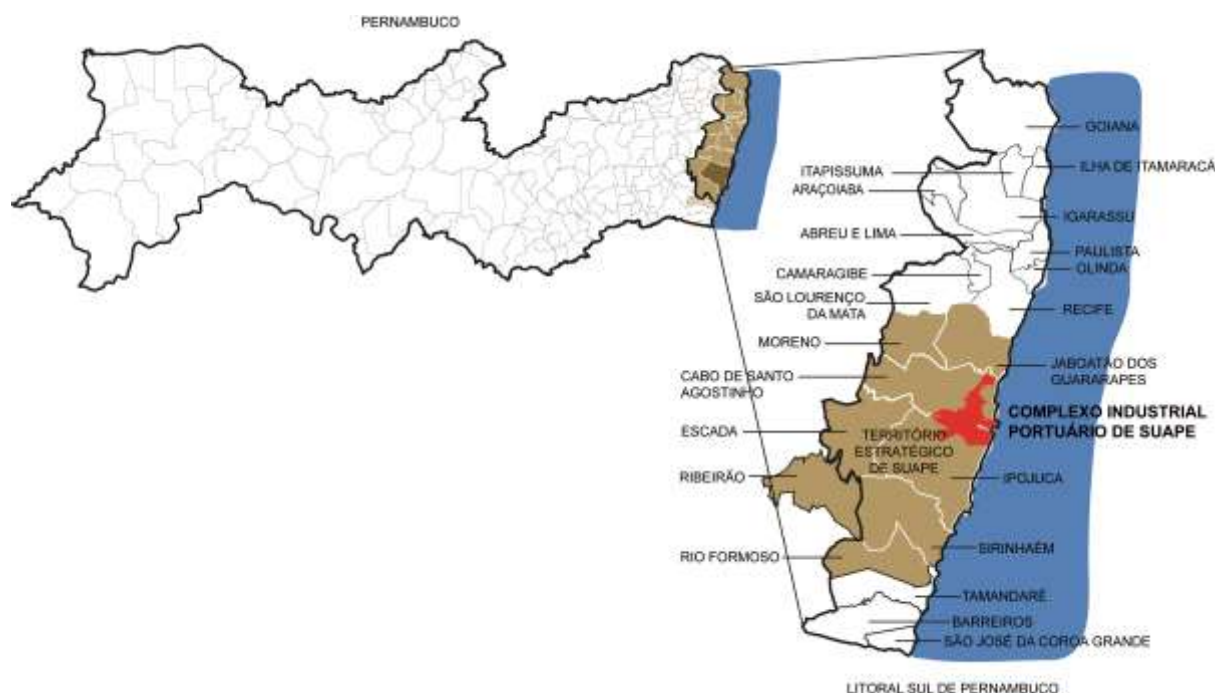 PERNAMBUCO
GOIANA
ITAPISSUMA
ILHA DE ITAMARACÁ
ARAÇOIABA
IGARASSU
ABREU E LIMA
PAULISTA
CAMARAGIBE
OLINDA
SÃO LOURENÇO
DA MATA
RECIFE
MORENO
JABOATÃO DOS
GUARARAPES
CABO DE SANTO
AGOSTINHO
COMPLEXO INDUSTRIAL
PORTUÁRIO DE SUAPE
ESCADA
TERRITÓRIO
ESTRATÉGICO
DE SUAPE
RIBEIRÃO
IPOJUCA
SIRINHAÉM
RIO FORMOSO
TAMANDARÉ
BARREIROS
SÃO JOSÉ DA COROA GRANDE
LITORAL SUL DE PERNAMBUCO